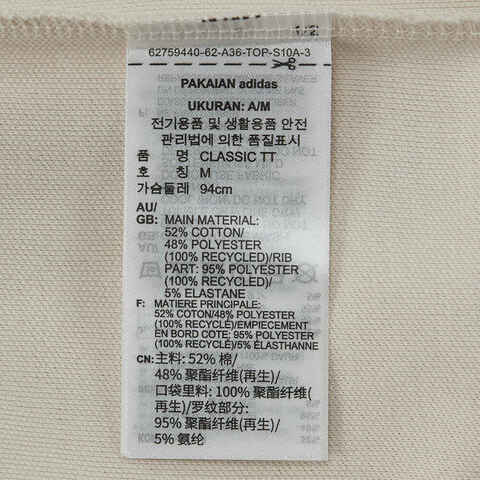 1/2
62759440-62-A36-TOP-S10A-3
PAKAIAN adidas
UKURAN: A/M
전기용품 및 생활용품 안전
관리법에 의한 품질표시
품 명 CLASSIC TT
호 칭 M
가슴둘레 94cm
AU/
GB: MAIN MATERIAL:
52% COTTON/
48% POLYESTER
(100% RECYCLED)/RIB
PART: 95% POLYESTER
(100% RECYCLED)/
5% ELASTANE
F: MATIERE PRINCIPALE:
52% COTON/48% POLYESTER
(100% RECYCLÉ)/EMPIECEMENT
EN BORD COTE: 95% POLYESTER
(100% RECYCLÉ)/5% ÉLASTHANNE
CN: 主料: 52% 棉/
48% 聚酯纤维(再生)/
口袋里料: 100% 聚酯纤维(
再生)/罗纹部分:
95% 聚酯纤维(再生)/
5% 氨纶